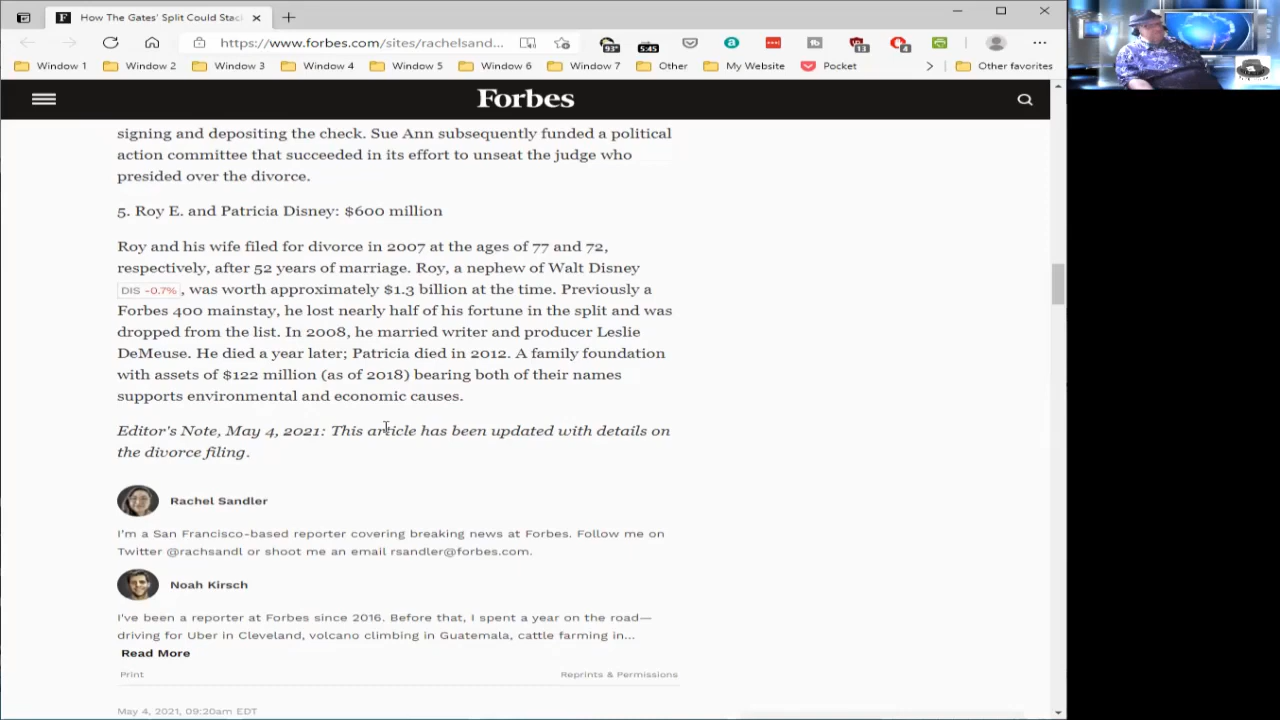 How The Gates' Split Could Stac
https://www.forbes.com/sites/rachelsand...
93°
5:45
13
4
Window 1
Window 2
Window 3
Window 4
Window 5
Window 6
Window 7
Other
My Website
Pocket
Other favorites
Forbes
signing and depositing the check. Sue Ann subsequently funded a political
action committee that succeeded in its effort to unseat the judge who
presided over the divorce.
5. Roy E. and Patricia Disney: $600 million
Roy and his wife filed for divorce in 2007 at the ages of 77 and 72,
respectively, after 52 years of marriage. Roy, a nephew of Walt Disney
DIS -0.7% , was worth approximately $1.3 billion at the time. Previously a
Forbes 400 mainstay, he lost nearly half of his fortune in the split and was
dropped from the list. In 2008, he married writer and producer Leslie
DeMeuse. He died a year later; Patricia died in 2012. A family foundation
with assets of $122 million (as of 2018) bearing both of their names
supports environmental and economic causes.
Editor's Note, May 4, 2021: This article has been updated with details on
the divorce filing.
Rachel Sandler
I'm a San Francisco-based reporter covering breaking news at Forbes. Follow me on
Twitter @rachsandl or shoot me an email rsandler@forbes.com.
Noah Kirsch
I've been a reporter at Forbes since 2016. Before that, I spent a year on the road—
driving for Uber in Cleveland, volcano climbing in Guatemala, cattle farming in...
Read More
Print
Reprints & Permissions
May 4, 2021, 09:20am EDT